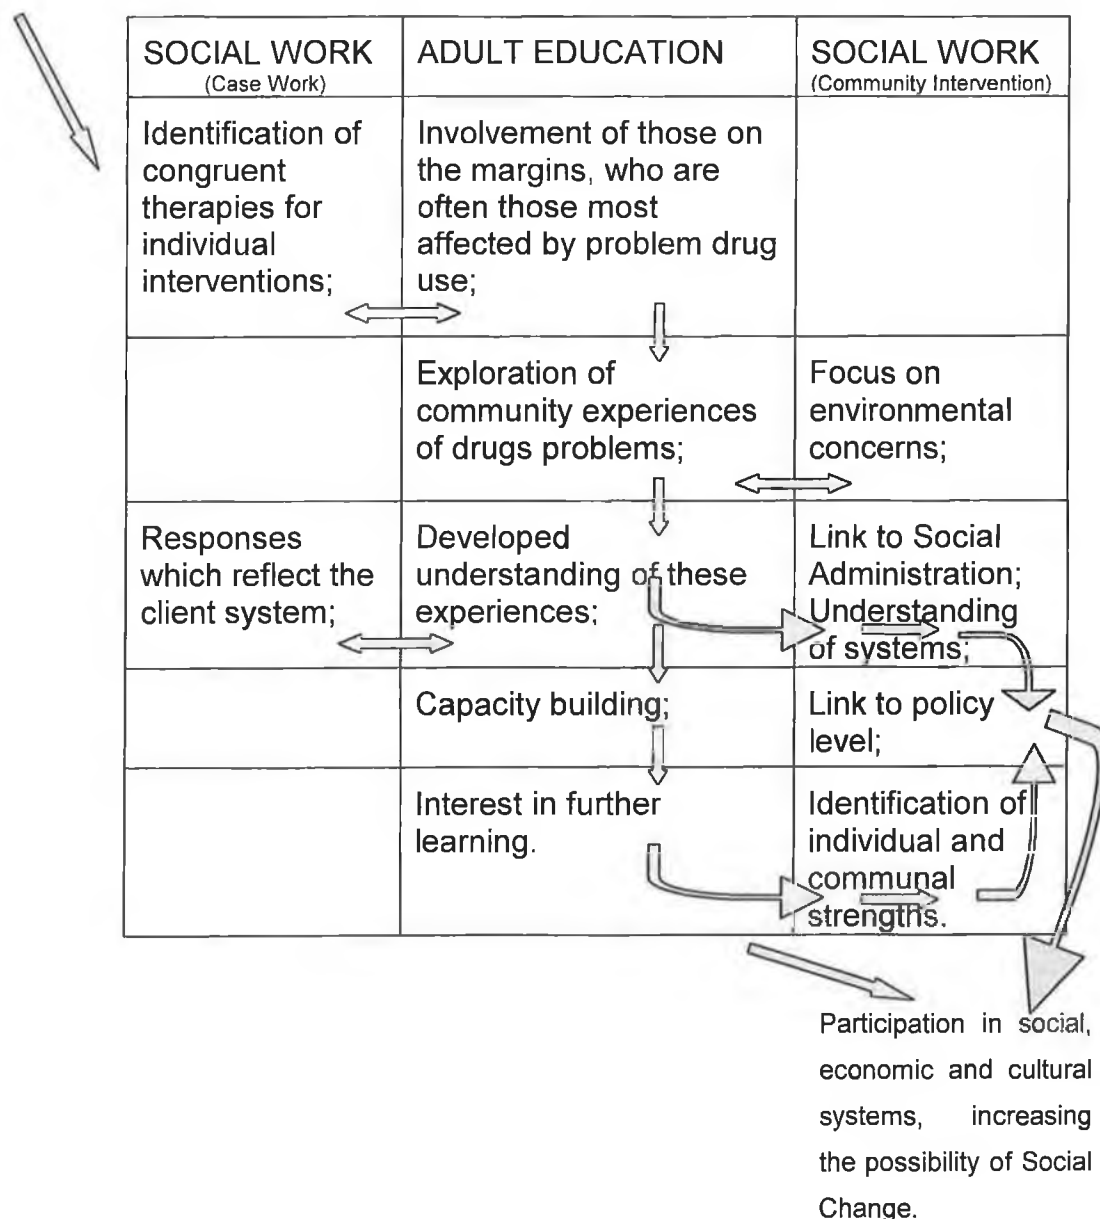 SOCIAL WORK
(Case Work)
ADULT EDUCATION
SOCIAL WORK
(Community Intervention)
Identification of
congruent
therapies for
individual
interventions;
Involvement of those on
the margins, who are
often those most
affected by problem drug
use;
Exploration of
community experiences
of drugs problems;
Focus on
environmental
concerns;
Responses
which reflect the
client system;
Developed
understanding of these
experiences;
Link to Social
Administration;
Understanding
of systems;
Capacity building;
Link to policy
level;
Interest in further
learning.
Identification of
individual and
communal
strengths.
Participation in social,
economic and cultural
systems, increasing
the possibility of Social
Change.